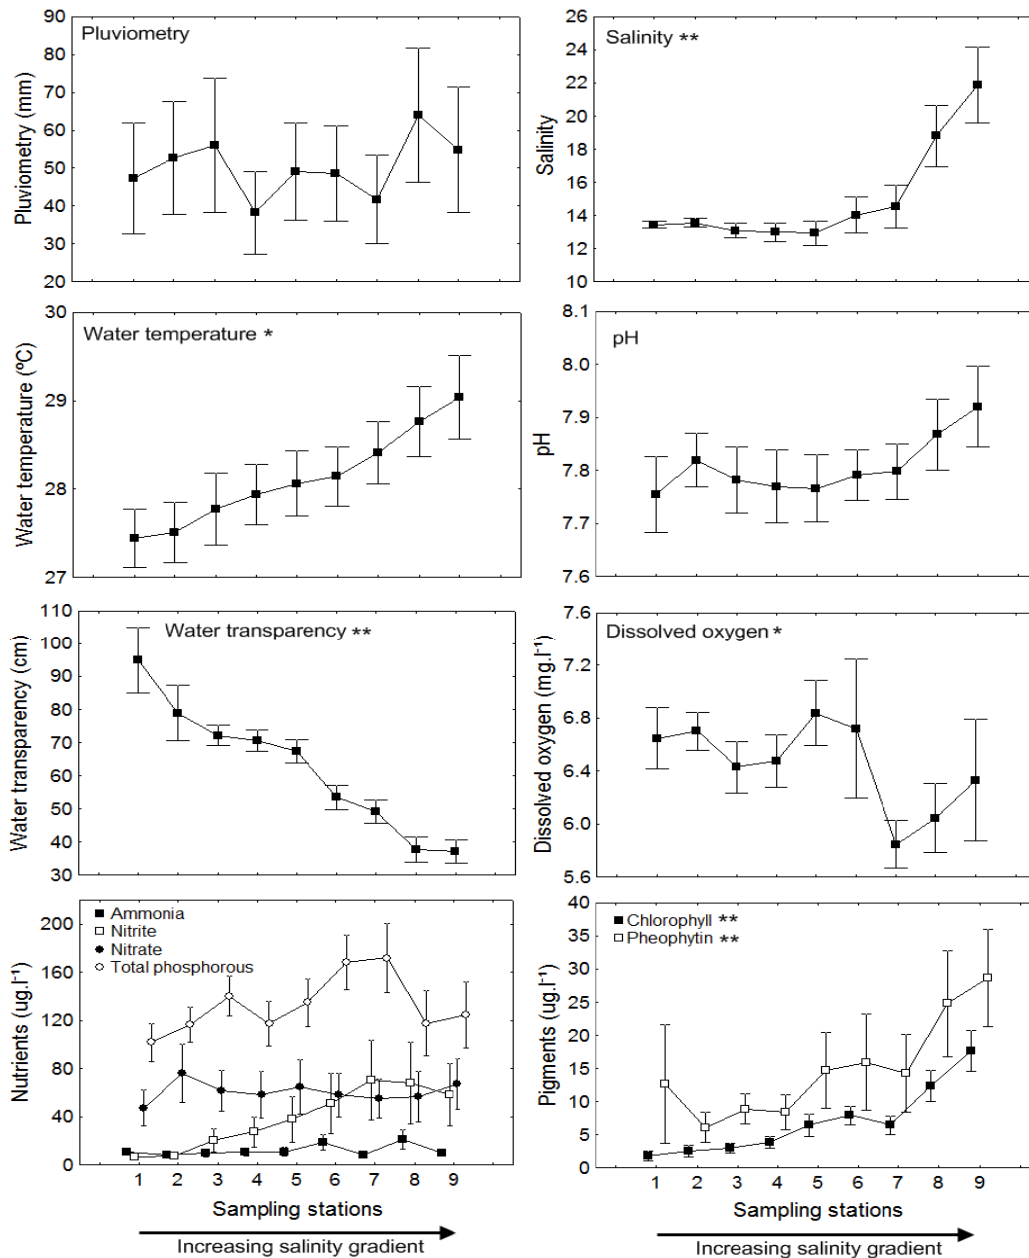 Pluviometry
Pluviometry (mm)
90
80
70
60
50
40
30
20
Salinity **
Salinity
26
24
22
20
18
16
14
12
10
Water temperature *
Water temperature (ºC)
30
29
28
27
pH
pH
8.1
8.0
7.9
7.8
7.7
7.6
Water transparency **
Water transparency (cm)
110
100
90
80
70
60
50
40
30
Dissolved oxygen *
Dissolved oxygen (mg.l⁻¹)
7.6
7.2
6.8
6.4
6.0
5.6
Ammonia
Nitrite
Nitrate
Total phosphorous
Nutrients (ug.l⁻¹)
200
160
120
80
40
0
1 2 3 4 5 6 7 8 9
Sampling stations
Increasing salinity gradient
Chlorophyll **
Pheophytin **
Pigments (ug.l⁻¹)
40
35
30
25
20
15
10
5
0
1 2 3 4 5 6 7 8 9
Sampling stations
Increasing salinity gradient